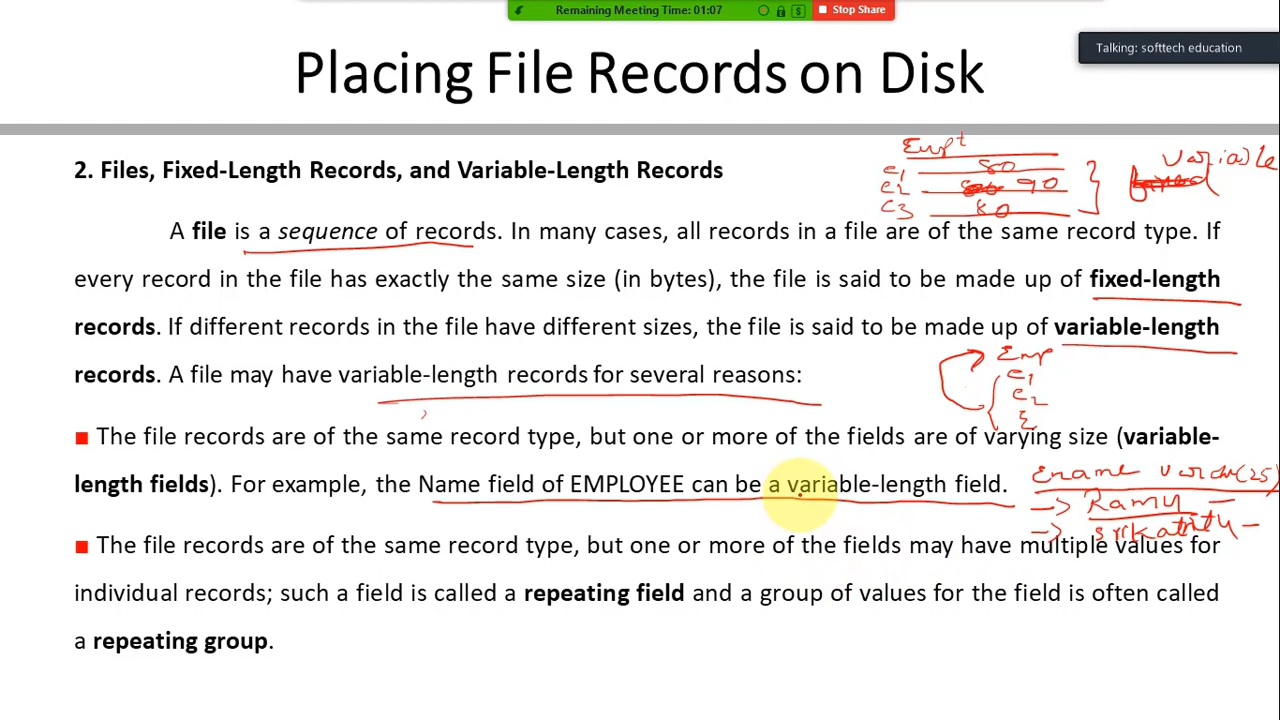 Remaining Meeting Time: 01:07
Stop Share
Talking: softtech education
Placing File Records on Disk
2. Files, Fixed-Length Records, and Variable-Length Records
Empt
e1 80
e2 90
e3 80
Variable
A file is a sequence of records. In many cases, all records in a file are of the same record type. If
every record in the file has exactly the same size (in bytes), the file is said to be made up of fixed-length
records. If different records in the file have different sizes, the file is said to be made up of variable-length
records. A file may have variable-length records for several reasons:
Emp
e1
e2
■ The file records are of the same record type, but one or more of the fields are of varying size (variable-
length fields). For example, the Name field of EMPLOYEE can be a variable-length field.
Ename
Ramu
■ The file records are of the same record type, but one or more of the fields may have multiple values for
individual records; such a field is called a repeating field and a group of values for the field is often called
a repeating group.